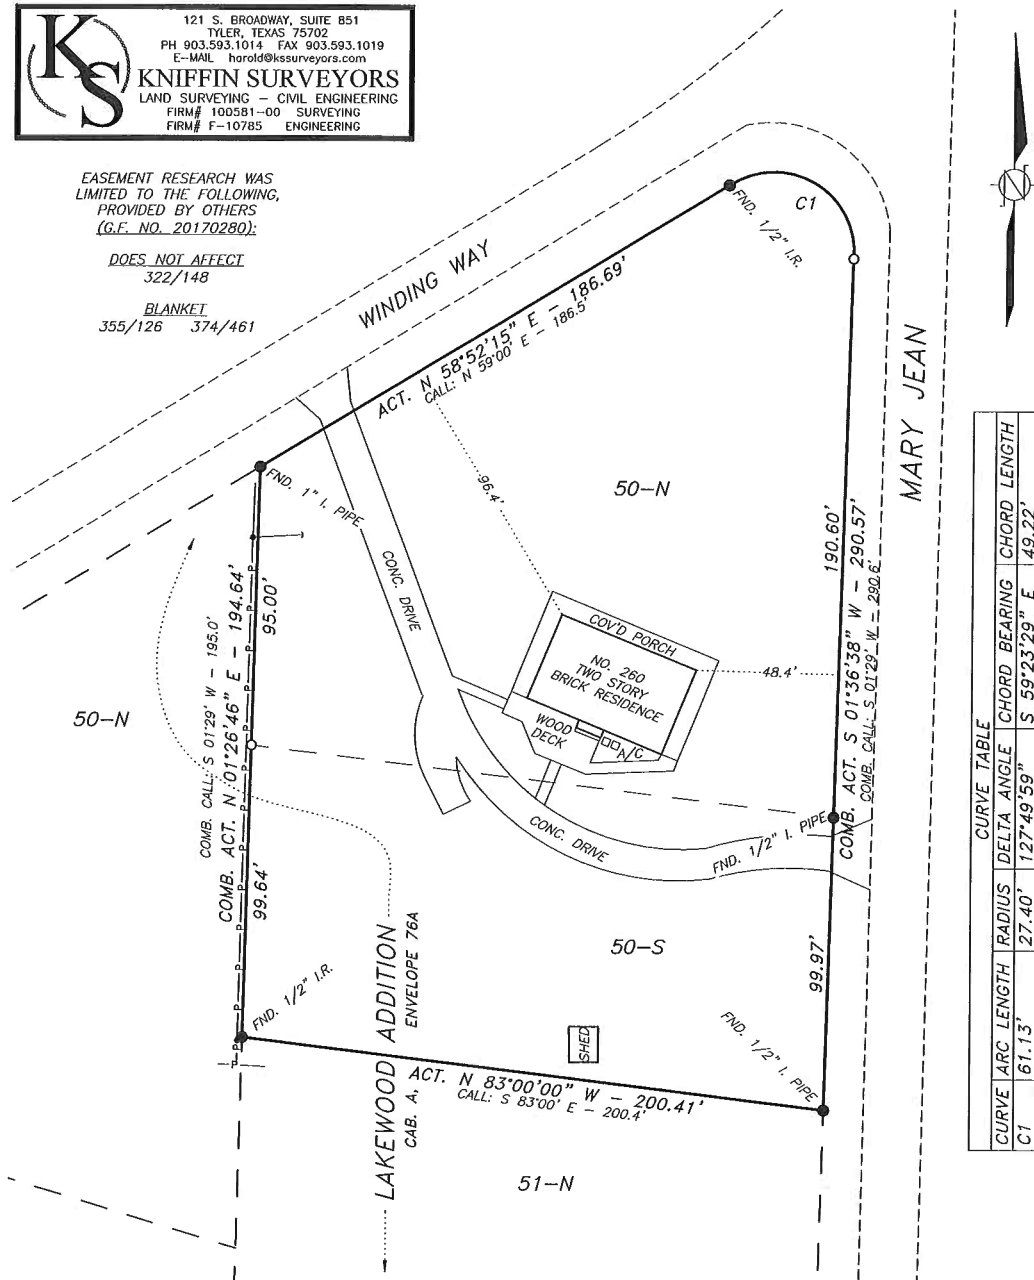 KS
121 S. BROADWAY, SUITE 851
TYLER, TEXAS 75702
PH 903.593.1014 FAX 903.593.1019
E-MAIL harold@kssurveyors.com
KNIFFIN SURVEYORS
LAND SURVEYING – CIVIL ENGINEERING
FIRM# 100581-00 SURVEYING
FIRM# F-10785 ENGINEERING
EASEMENT RESEARCH WAS
LIMITED TO THE FOLLOWING,
PROVIDED BY OTHERS
(G.F. NO. 20170280):
DOES NOT AFFECT
322/148
BLANKET
355/126 374/461
WINDING WAY
ACT. N 58°52'15" E – 186.69'
CALL: N 59°00' E – 186.5'
FND. 1/2" I.R.
C1
N
MARY JEAN
FND. 1" I. PIPE
96.4'
50-N
CONC. DRIVE
190.60'
COMB. ACT. S 01°36'38" W – 290.57'
COMB. CALL: S 01°29' W – 290.6'
COMB. CALL: S 01°29' W – 195.0'
COMB. ACT. N 01°26'46" E – 194.64'
95.00'
COV'D PORCH
NO. 260
TWO STORY
BRICK RESIDENCE
48.4'
WOOD
DECK
A/C
50-N
CONC. DRIVE
FND. 1/2" I. PIPE
99.64'
50-S
99.97'
FND. 1/2" I.R.
SHED
FND. 1/2" I. PIPE
ACT. N 83°00'00" W – 200.41'
CALL: S 83°00' E – 200.4'
LAKEWOOD ADDITION
CAB. A, ENVELOPE 76A
51-N
P P P P P P P P P P P P P
CURVE TABLE
CURVE ARC LENGTH RADIUS DELTA ANGLE CHORD BEARING CHORD LENGTH
C1 61.13' 27.40' 127°49'59" S 59°23'29" E 49.22'